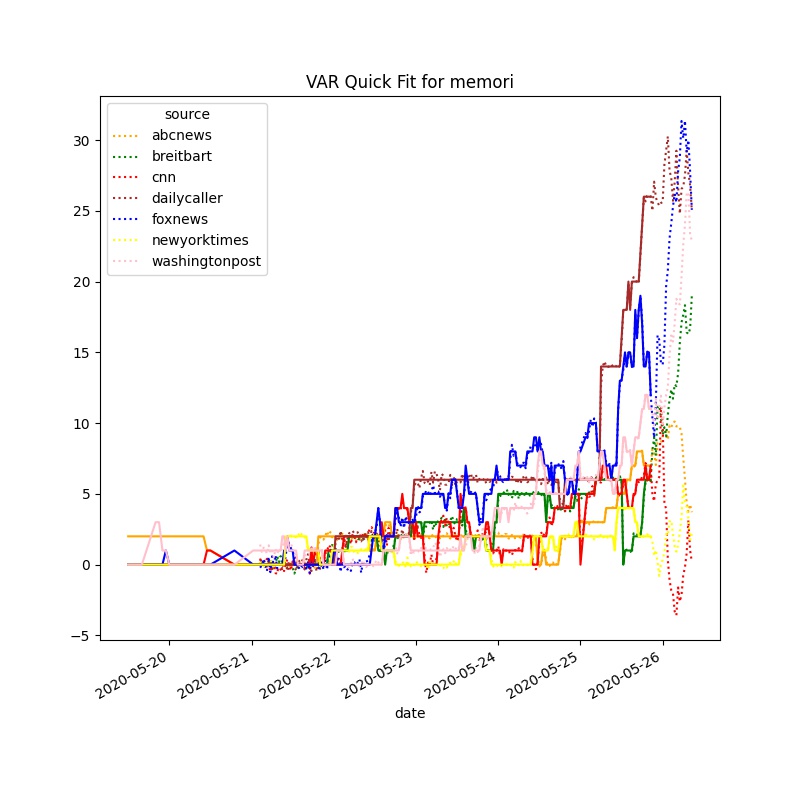 VAR Quick Fit for memori
source
abcnews
breitbart
cnn
dailycaller
foxnews
newyorktimes
washingtonpost
30
25
20
15
10
5
0
−5
2020-05-20
2020-05-21
2020-05-22
2020-05-23
2020-05-24
2020-05-25
2020-05-26
date